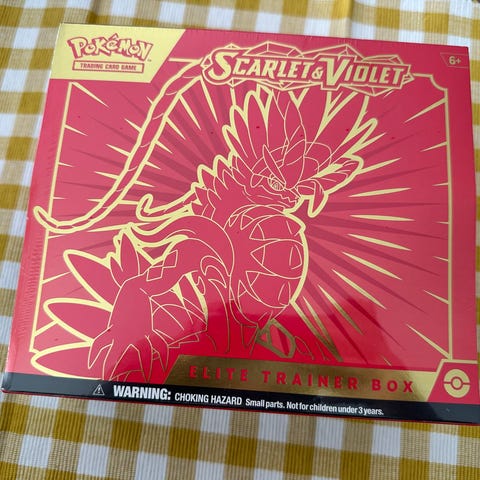 POKÉMON
TRADING CARD GAME
SCARLET & VIOLET
6+
ELITE TRAINER BOX
WARNING: CHOKING HAZARD Small parts. Not for children under 3 years.